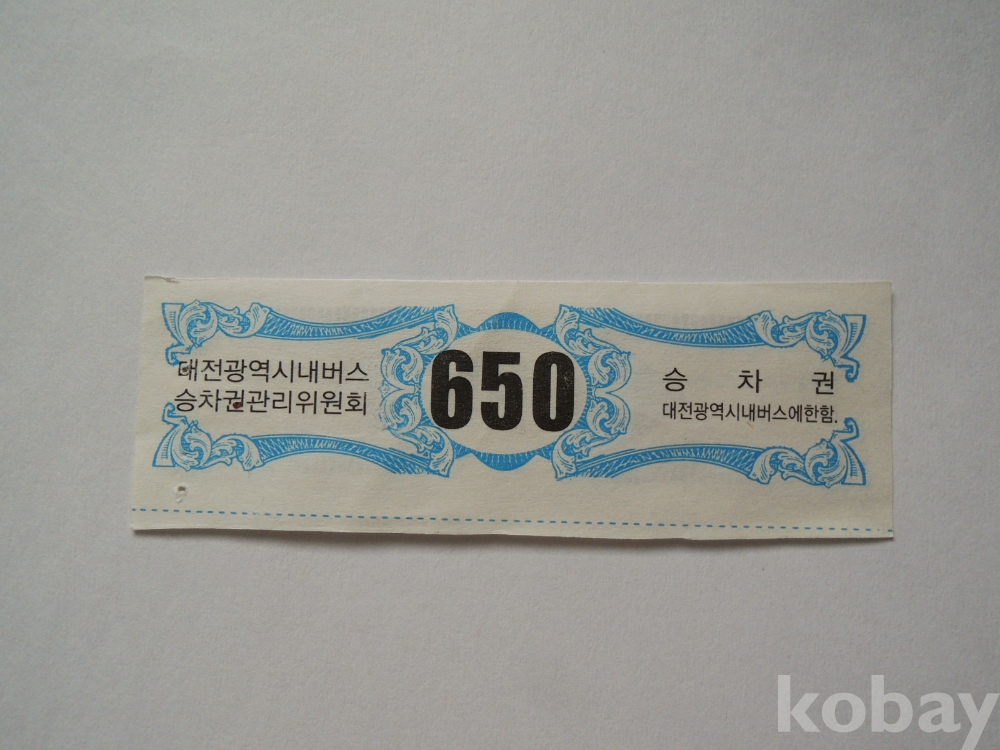 대전광역시내버스
승차권관리위원회
650
승 차 권
대전광역시내버스에한함.
kobay